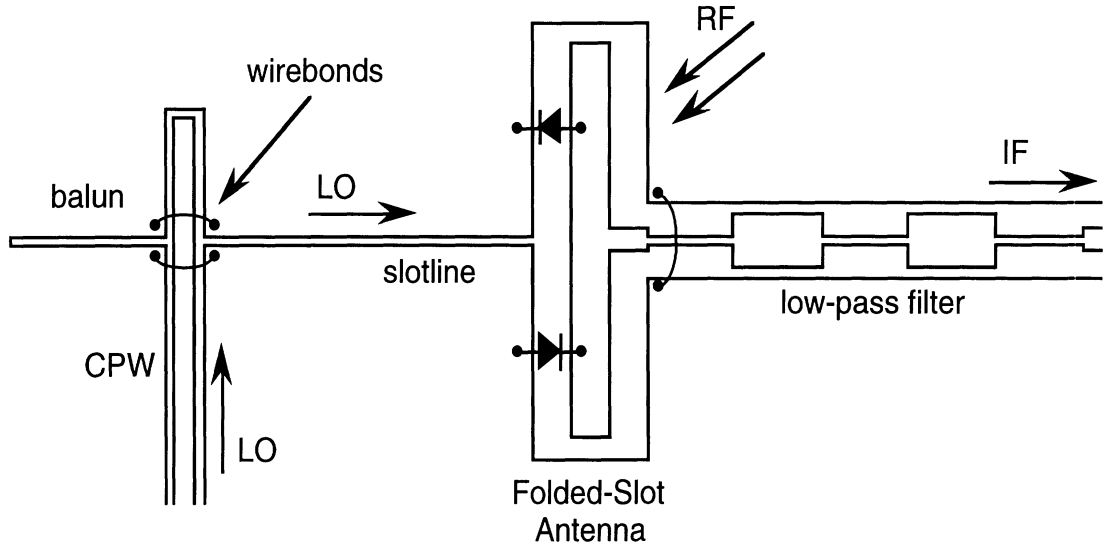 RF
wirebonds
IF
balun
LO
slotline
low-pass filter
CPW
LO
Folded-Slot
Antenna